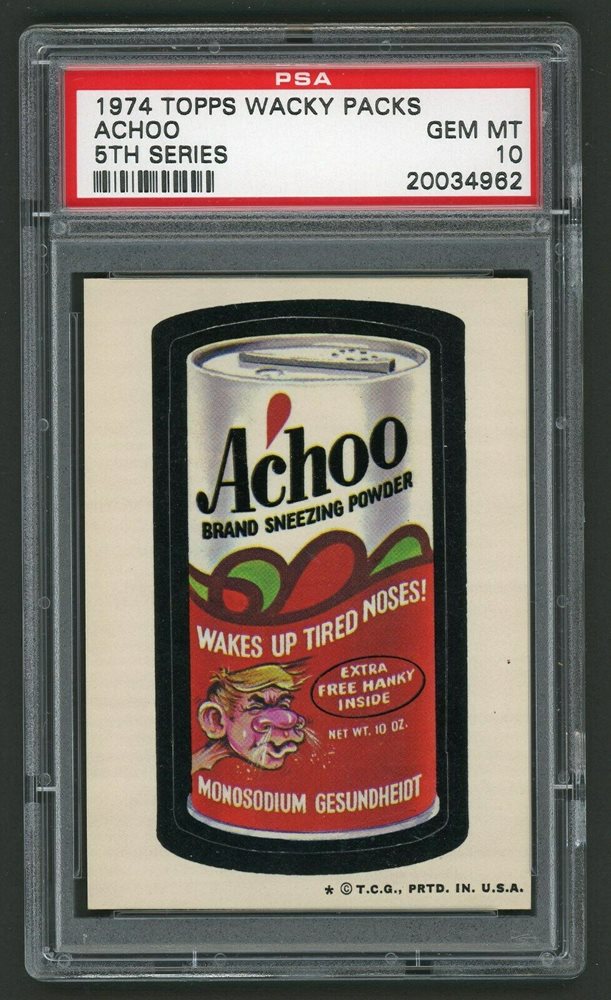 PSA
1974 TOPPS WACKY PACKS
ACHOO GEM MT
5TH SERIES 10
20034962
A'choo
BRAND SNEEZING POWDER
WAKES UP TIRED NOSES!
EXTRA
FREE HANKY
INSIDE
NET WT. 10 OZ.
MONOSODIUM GESUNDHEIDT
* © T.C.G., PRTD. IN. U.S.A.